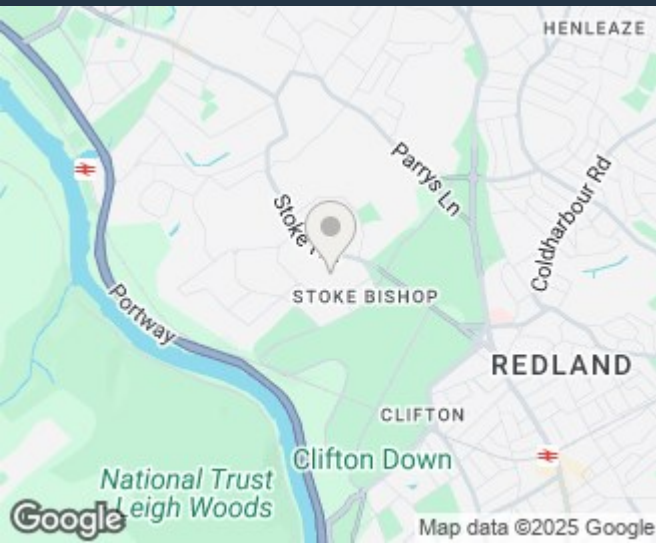 HENLEAZE
Parrys Ln
Coldharbour Rd
Stoke
STOKE BISHOP
Portway
REDLAND
CLIFTON
Clifton Down
National Trust
Leigh Woods
Google
Map data ©2025 Google